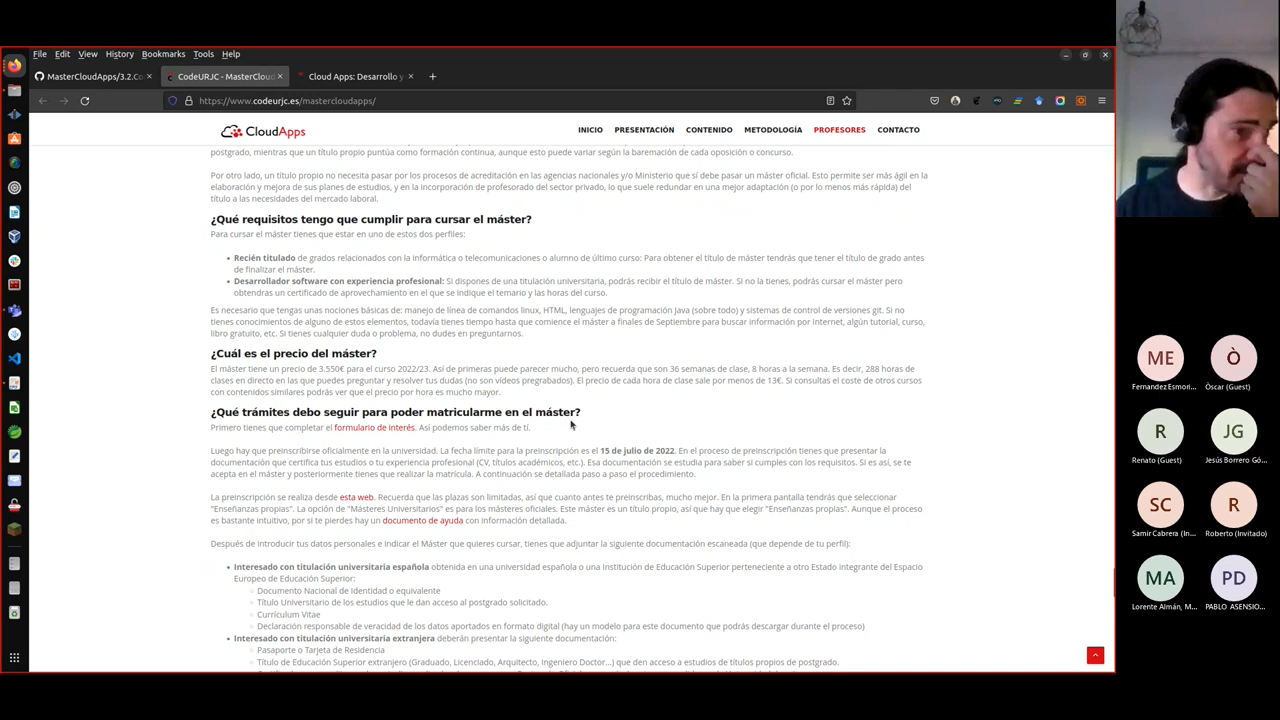 File Edit View History Bookmarks Tools Help
MasterCloudApps/3.2.Co CodeURJC - MasterCloud Cloud Apps: Desarrollo y
https://www.codeurjc.es/mastercloudapps/
CloudApps INICIO PRESENTACIÓN CONTENIDO METODOLOGÍA PROFESORES CONTACTO
postgrado, mientras que un título propio puntúa como formación continua, aunque esto puede variar según la baremación de cada oposición o concurso.
Por otro lado, un título propio no necesita pasar por los procesos de acreditación en las agencias nacionales y/o Ministerio que sí debe pasar un máster oficial. Esto permite ser más ágil en la
elaboración y mejora de sus planes de estudios, y en la incorporación de profesorado del sector privado, lo que suele redundar en una mejor adaptación (o por lo menos más rápida) del
título a las necesidades del mercado laboral.
¿Qué requisitos tengo que cumplir para cursar el máster?
Para cursar el máster tienes que estar en uno de estos dos perfiles:
Recién titulado de grados relacionados con la informática o telecomunicaciones o alumno de último curso: Para obtener el título de máster tendrás que tener el título de grado antes
de finalizar el máster.
Desarrollador software con experiencia profesional: Si dispones de una titulación universitaria, podrás recibir el título de máster. Si no la tienes, podrás cursar el máster pero
obtendras un certificado de aprovechamiento en el que se indique el temario y las horas del curso.
Es necesario que tengas una nociones básicas de: manejo de línea de comandos linux, HTML, lenguajes de programación Java (sobre todo) y sistemas de control de versiones git. Si no
tienes conocimientos de alguno de estos elementos, todavía tienes tiempo hasta que comience el máster a finales de Septiembre para buscar información por Internet, algún tutorial, curso,
libro gratuito, etc. Si tienes cualquier duda o problema, no dudes en preguntarnos.
¿Cuál es el precio del máster?
El máster tiene un precio de 3.550€ para el curso 2022/23. Así de primeras puede parecer mucho, pero recuerda que son 36 semanas de clase, 8 horas a la semana. Es decir, 288 horas de
clases en directo en las que puedes preguntar y resolver tus dudas (no son vídeos pregrabados). El precio de cada hora de clase sale por menos de 13€. Si consultas el coste de otros cursos
con contenidos similares podrás ver que el precio por hora es mucho mayor.
¿Qué trámites debo seguir para poder matricularme en el máster?
Primero tienes que completar el formulario de interés. Así podemos saber más de tí.
Luego hay que preinscribirse oficialmente en la universidad. La fecha límite para la preinscripción es el 15 de julio de 2022. En el proceso de preinscripción tienes que presentar la
documentación que certifica tus estudios o tu experiencia profesional (CV, títulos académicos, etc.). Esa documentación se estudia para saber si cumples con los requisitos. Si es así, se te
acepta en el máster y posteriormente tienes que realizar la matrícula. A continuación se detallada paso a paso el procedimiento.
La preinscripción se realiza desde esta web. Recuerda que las plazas son limitadas, así que cuanto antes te preinscribas, mucho mejor. En la primera pantalla tendrás que seleccionar
"Enseñanzas propias". La opción de "Másteres Universitarios" es para los másteres oficiales. Este máster es un título propio, así que hay que elegir "Enseñanzas propias". Aunque el proceso
es bastante intuitivo, por si te pierdes hay un documento de ayuda con información detallada.
Después de introducir tus datos personales e indicar el Máster que quieres cursar, tienes que adjuntar la siguiente documentación escaneada (que depende de tu perfil):
Interesado con titulación universitaria española obtenida en una universidad española o una Institución de Educación Superior perteneciente a otro Estado integrante del Espacio
Europeo de Educación Superior:
Documento Nacional de Identidad o equivalente
Título Universitario de los estudios que le dan acceso al postgrado solicitado.
Currículum Vitae
Declaración responsable de veracidad de los datos aportados en formato digital (hay un modelo para este documento que podrás descargar durante el proceso)
Interesado con titulación universitaria extranjera deberán presentar la siguiente documentación:
Pasaporte o Tarjeta de Residencia
Título de Educación Superior extranjero (Graduado, Licenciado, Arquitecto, Ingeniero Doctor...) que den acceso a estudios de títulos propios de postgrado.
ME Ò
Fernandez Esmori... Òscar (Guest)
R JG
Renato (Guest) Jesús Borrero Gó...
SC R
Samir Cabrera (In... Roberto (Invitado)
MA PD
Lorente Almán, M... PABLO ASENSIO...